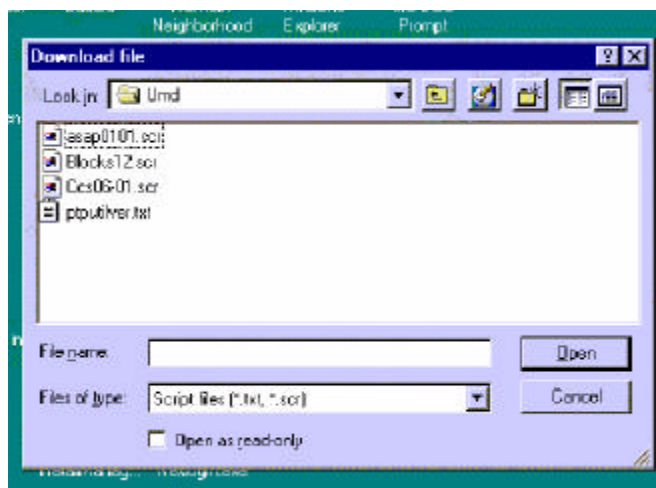 Neighborhood Explorer Prompt
Download file
Look in: Umd
asap0101.scr
Blocks12.scr
Ces06-01.scr
ptputilver.txt
File name:
Open
Files of type: Script files (*.txt, *.scr)
Cancel
Open as read-only